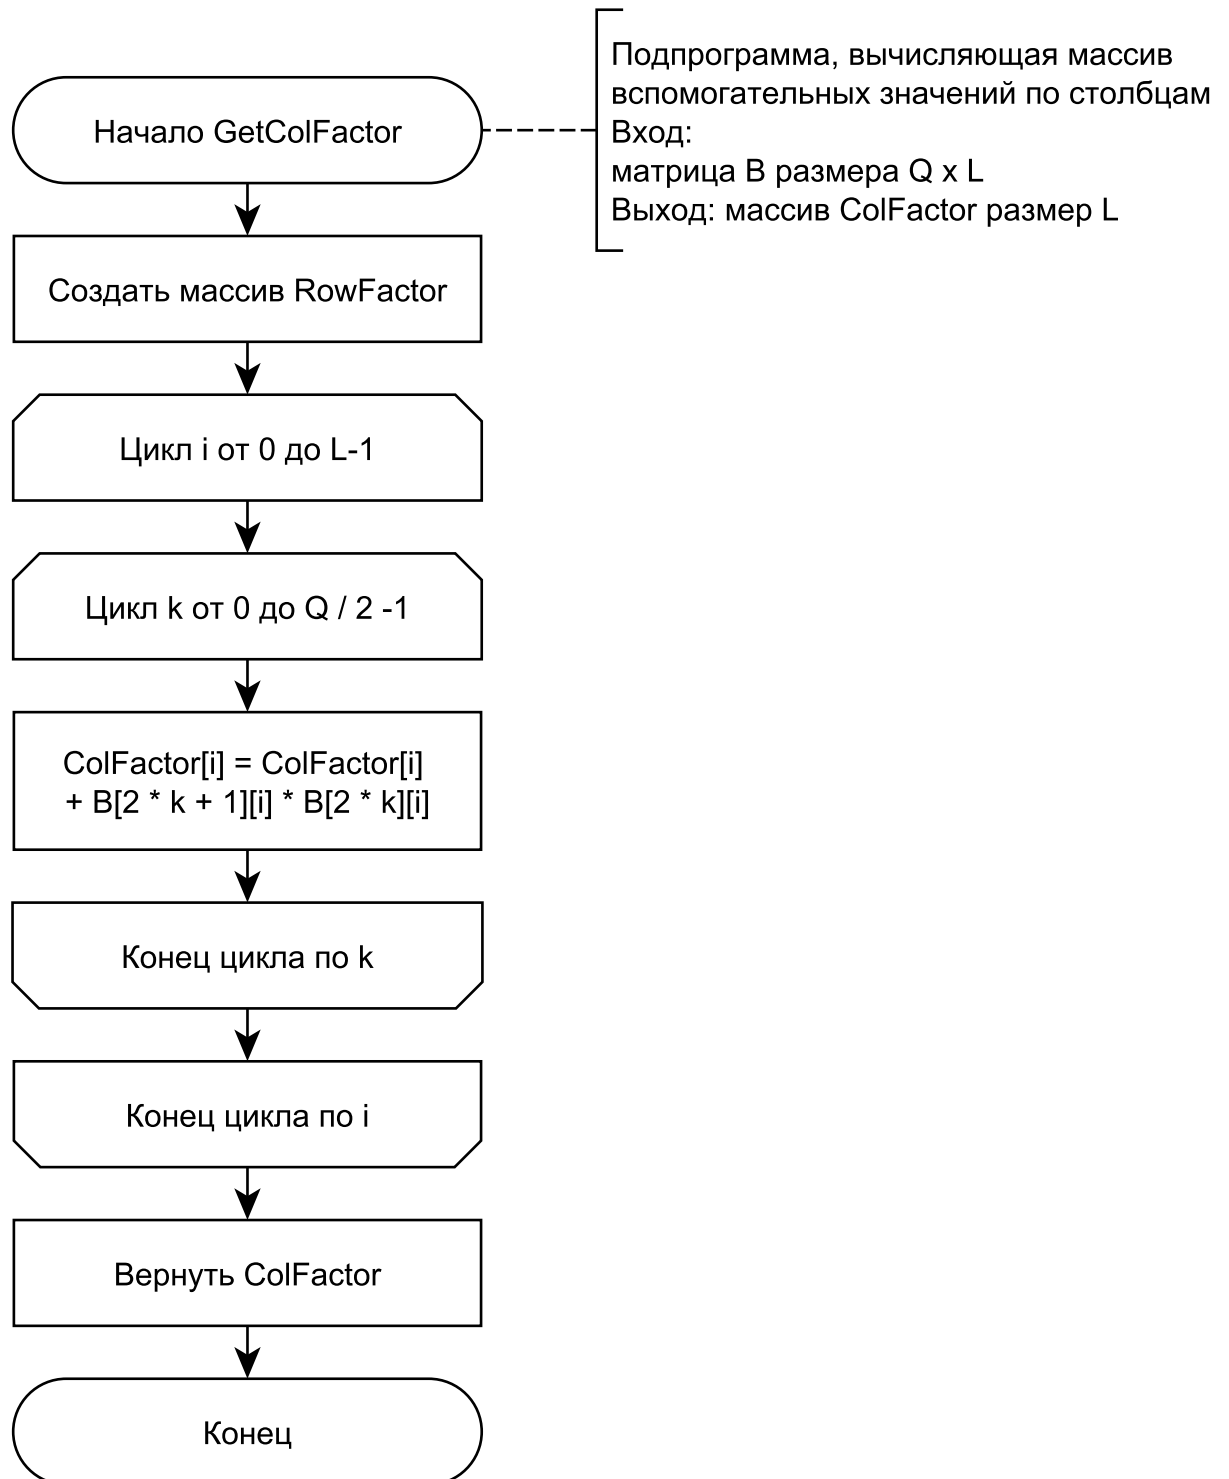 Начало GetColFactor
Подпрограмма, вычисляющая массив
вспомогательных значений по столбцам
Вход:
матрица B размера Q x L
Выход: массив ColFactor размер L
Создать массив RowFactor
Цикл i от 0 до L-1
Цикл k от 0 до Q / 2 -1
ColFactor[i] = ColFactor[i]
+ B[2 * k + 1][i] * B[2 * k][i]
Конец цикла по k
Конец цикла по i
Вернуть ColFactor
Конец